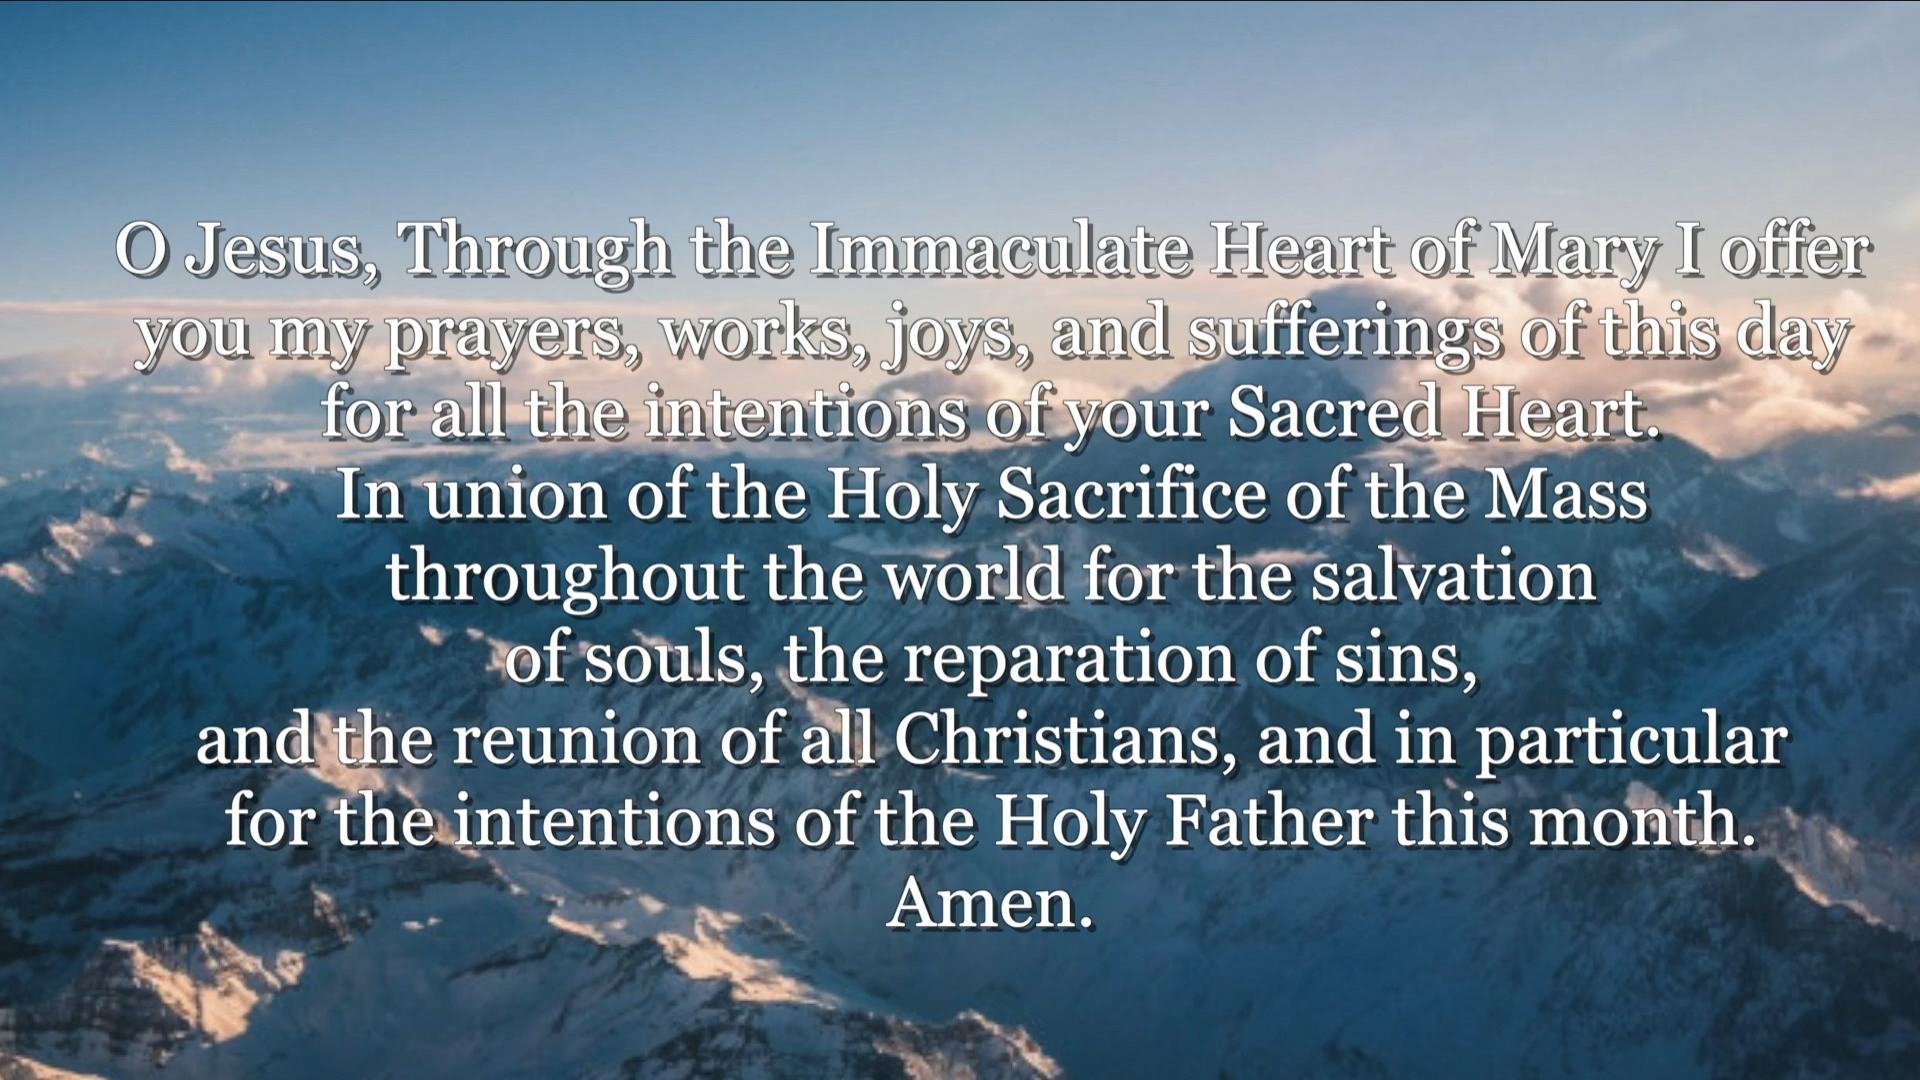 O Jesus, Through the Immaculate Heart of Mary I offer
you my prayers, works, joys, and sufferings of this day
for all the intentions of your Sacred Heart.
In union of the Holy Sacrifice of the Mass
throughout the world for the salvation
of souls, the reparation of sins,
and the reunion of all Christians, and in particular
for the intentions of the Holy Father this month.
Amen.